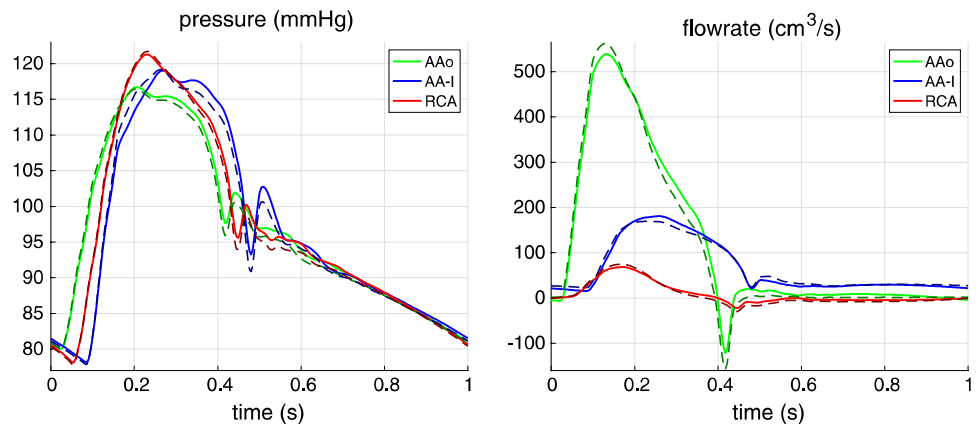 pressure (mmHg)
120
115
110
105
100
95
90
85
80
0
0.2
0.4
0.6
0.8
1
time (s)
AAo
AA-I
RCA
flowrate (cm³/s)
500
400
300
200
100
0
-100
0
0.2
0.4
0.6
0.8
1
time (s)
AAo
AA-I
RCA